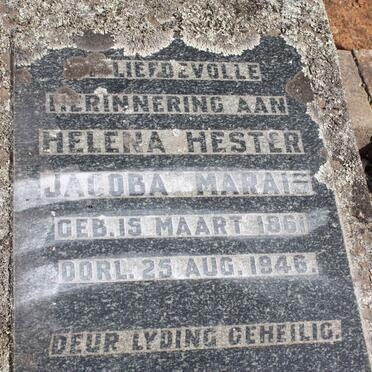 LIEFDEVOLLE
HERINNERING AAN
HELENA HESTER
JACOBA MARAIS
GEB. 15 MAART 1861
OORL. 25 AUG. 1946.
DEUR LYDING GEHEILIG.